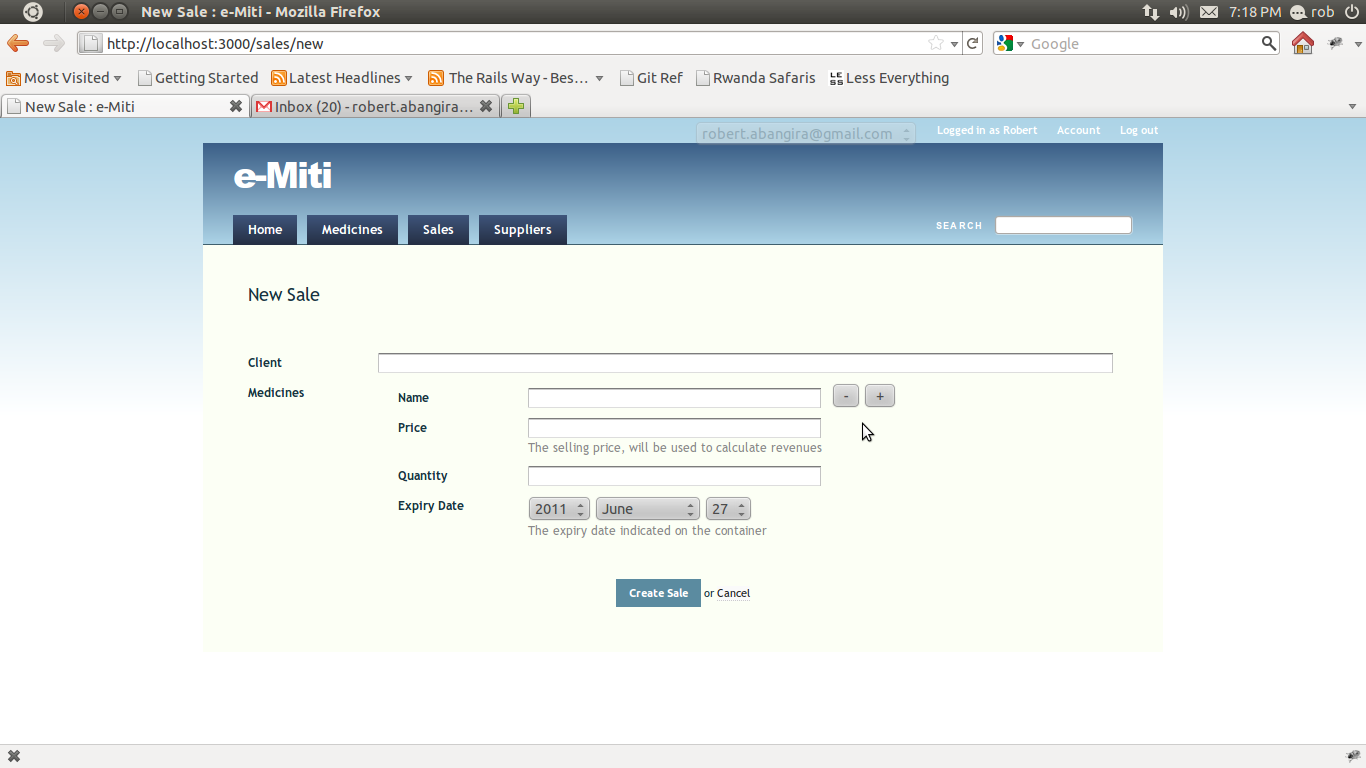 New Sale : e-Miti - Mozilla Firefox 7:18 PM rob
http://localhost:3000/sales/new Google
Most Visited Getting Started Latest Headlines The Rails Way - Bes... Git Ref Rwanda Safaris LESS Less Everything
New Sale : e-Miti Inbox (20) - robert.abangira...
robert.abangira@gmail.com Logged in as Robert Account Log out
e-Miti
Home Medicines Sales Suppliers SEARCH
New Sale
Client
Medicines
Name - +
Price
The selling price, will be used to calculate revenues
Quantity
Expiry Date 2011 June 27
The expiry date indicated on the container
Create Sale or Cancel